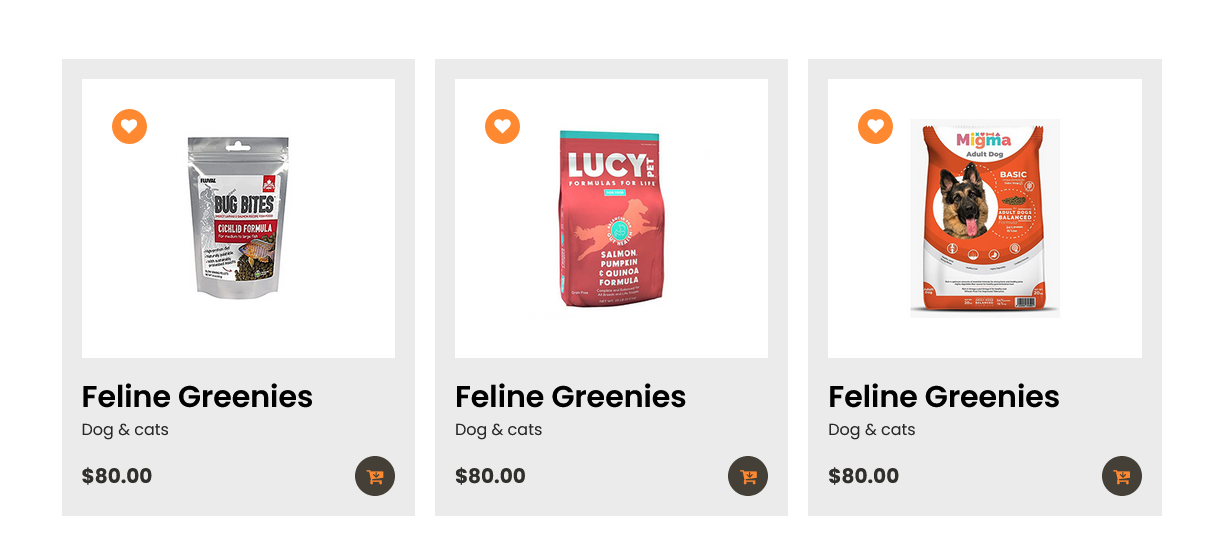 FLUVAL
BUG BITES
CICHLID FORMULA
For medium to large fish
LUCY PET
FORMULAS FOR LIFE
SALMON,
PUMPKIN
& QUINOA
FORMULA
Migma
Adult Dog
BASIC
ADULT DOGS
BALANCED
Feline Greenies
Dog & cats
$80.00
Feline Greenies
Dog & cats
$80.00
Feline Greenies
Dog & cats
$80.00